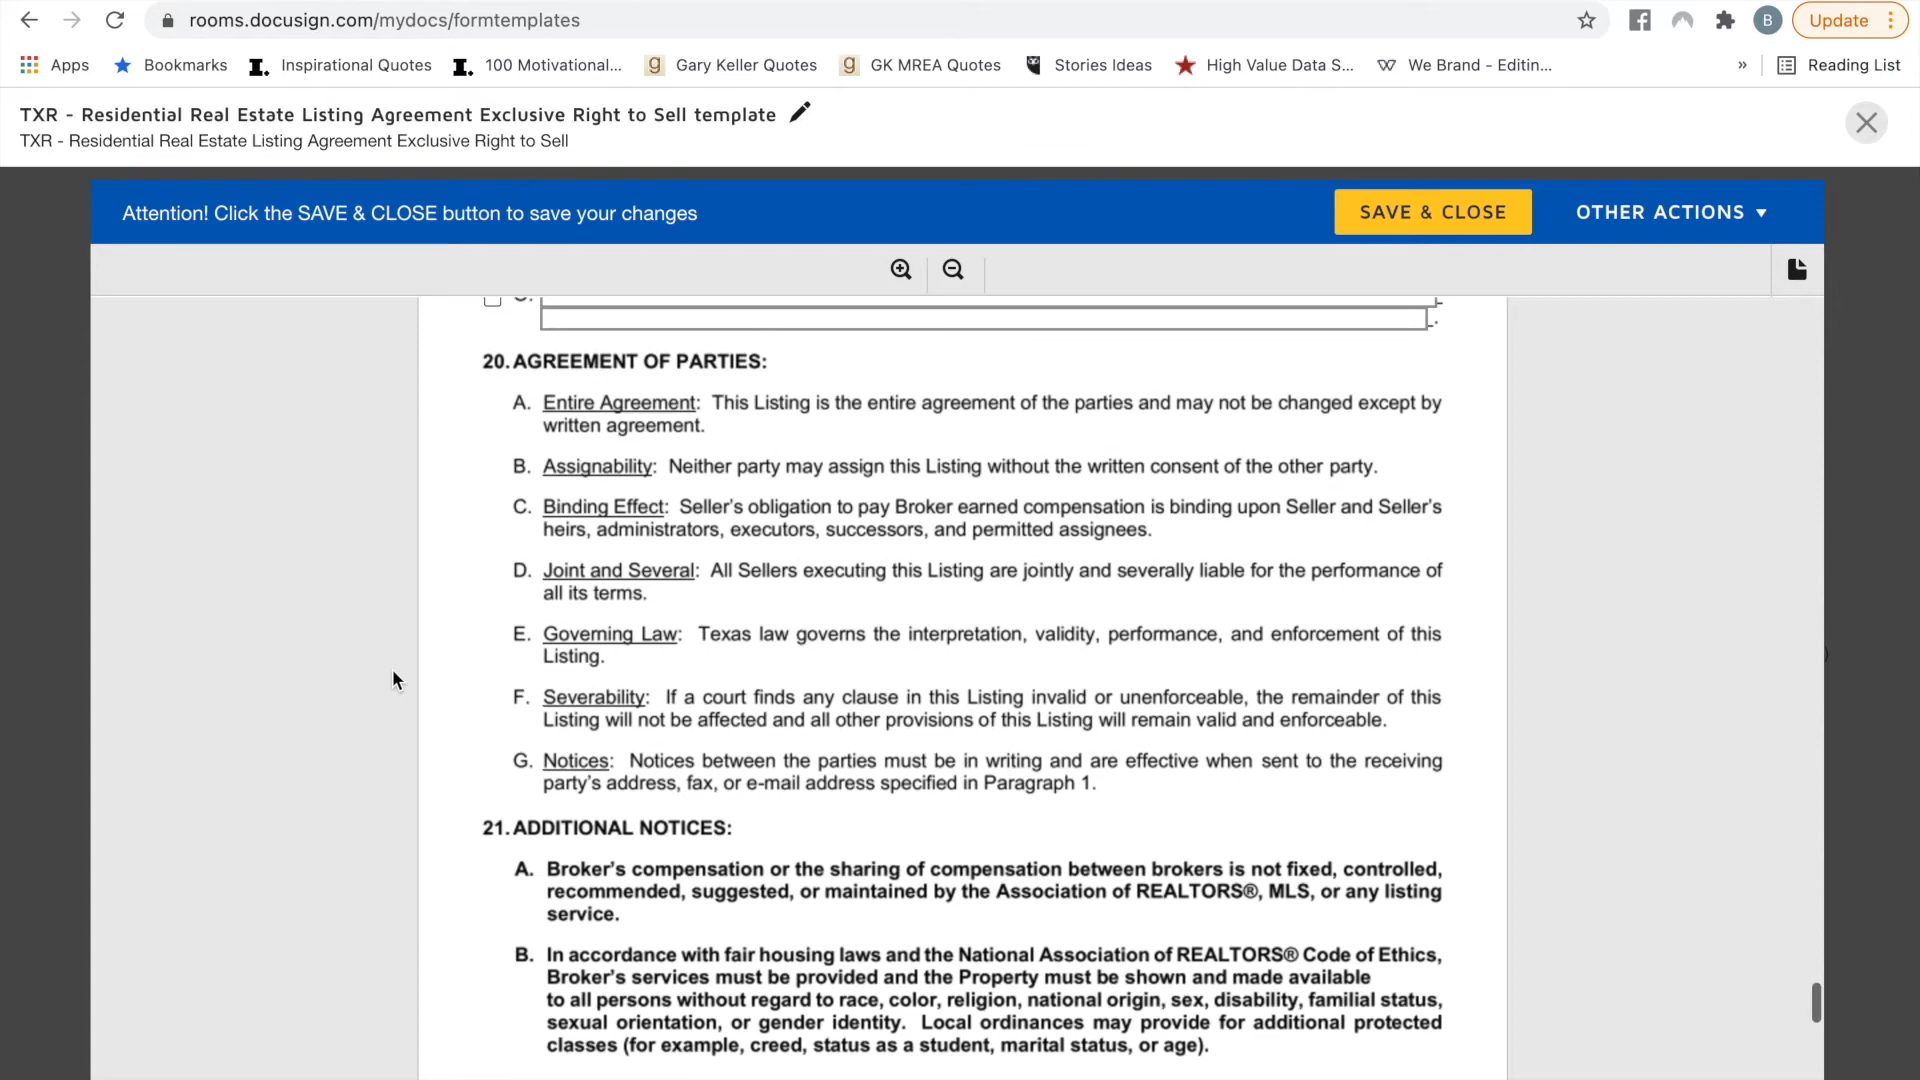 rooms.docusign.com/mydocs/formtemplates
B
Update
Apps
Bookmarks
Inspirational Quotes
100 Motivational...
Gary Keller Quotes
GK MREA Quotes
Stories Ideas
High Value Data S...
We Brand - Editin...
»
Reading List
TXR - Residential Real Estate Listing Agreement Exclusive Right to Sell template
TXR - Residential Real Estate Listing Agreement Exclusive Right to Sell
Attention! Click the SAVE & CLOSE button to save your changes
SAVE & CLOSE
OTHER ACTIONS
20. AGREEMENT OF PARTIES:
A. Entire Agreement: This Listing is the entire agreement of the parties and may not be changed except by
written agreement.
B. Assignability: Neither party may assign this Listing without the written consent of the other party.
C. Binding Effect: Seller's obligation to pay Broker earned compensation is binding upon Seller and Seller's
heirs, administrators, executors, successors, and permitted assignees.
D. Joint and Several: All Sellers executing this Listing are jointly and severally liable for the performance of
all its terms.
E. Governing Law: Texas law governs the interpretation, validity, performance, and enforcement of this
Listing.
F. Severability: If a court finds any clause in this Listing invalid or unenforceable, the remainder of this
Listing will not be affected and all other provisions of this Listing will remain valid and enforceable.
G. Notices: Notices between the parties must be in writing and are effective when sent to the receiving
party's address, fax, or e-mail address specified in Paragraph 1.
21. ADDITIONAL NOTICES:
A. Broker's compensation or the sharing of compensation between brokers is not fixed, controlled,
recommended, suggested, or maintained by the Association of REALTORS®, MLS, or any listing
service.
B. In accordance with fair housing laws and the National Association of REALTORS® Code of Ethics,
Broker's services must be provided and the Property must be shown and made available
to all persons without regard to race, color, religion, national origin, sex, disability, familial status,
sexual orientation, or gender identity. Local ordinances may provide for additional protected
classes (for example, creed, status as a student, marital status, or age).